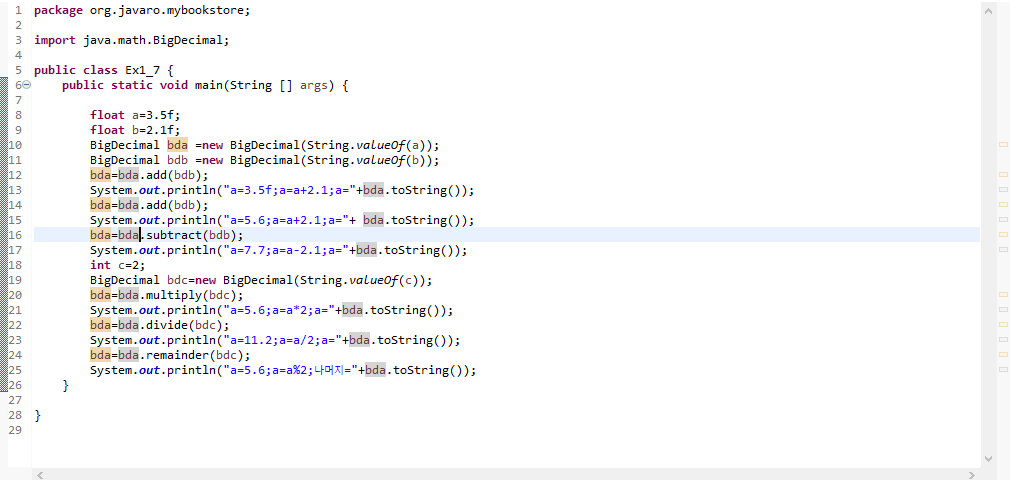 1 package org.javaro.mybookstore;
2
3 import java.math.BigDecimal;
4
5 public class Ex1_7 {
6 public static void main(String [] args) {
7
8 float a=3.5f;
9 float b=2.1f;
10 BigDecimal bda =new BigDecimal(String.valueOf(a));
11 BigDecimal bdb =new BigDecimal(String.valueOf(b));
12 bda=bda.add(bdb);
13 System.out.println("a=3.5f;a=a+2.1;a="+bda.toString());
14 bda=bda.add(bdb);
15 System.out.println("a=5.6;a=a+2.1;a="+ bda.toString());
16 bda=bda.subtract(bdb);
17 System.out.println("a=7.7;a=a-2.1;a="+bda.toString());
18 int c=2;
19 BigDecimal bdc=new BigDecimal(String.valueOf(c));
20 bda=bda.multiply(bdc);
21 System.out.println("a=5.6;a=a*2;a="+bda.toString());
22 bda=bda.divide(bdc);
23 System.out.println("a=11.2;a=a/2;a="+bda.toString());
24 bda=bda.remainder(bdc);
25 System.out.println("a=5.6;a=a%2;나머지="+bda.toString());
26 }
27
28 }
29